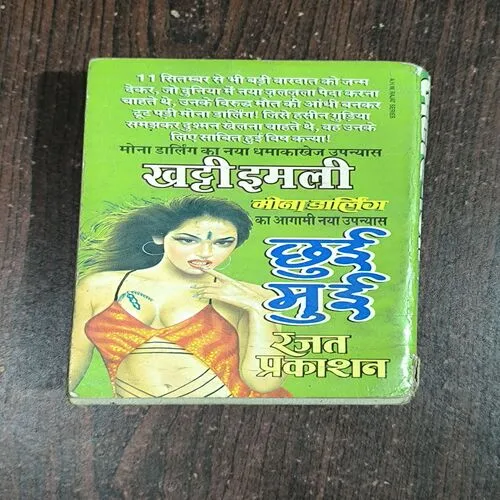 11 सितम्बर से भी बड़ी वारदात को जन्म
देकर, जो दुनिया में नया ज़लज़ला पैदा करना
चाहते थे, उनके विरुद्ध मौत की आंधी बनकर
टूट पड़ी मोना डार्लिंग! जिसे हसीन गुड़िया
समझकर दुश्मन खेलना चाहते थे, वह उनके
लिए साबित हुई विष कन्या!
मोना डार्लिंग का नया धमाकाखेज उपन्यास
खट्टी इमली
मोना डार्लिंग
का आगामी नया उपन्यास
छुई
मुई
रजत
प्रकाशन